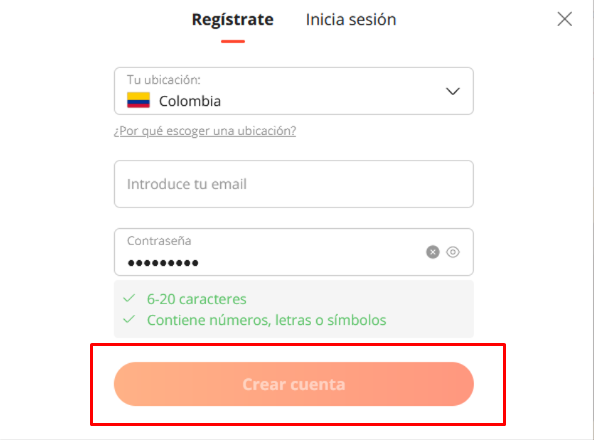 Regístrate Inicia sesión
Tu ubicación:
Colombia
¿Por qué escoger una ubicación?
Introduce tu email
Contraseña
•••••••••
6-20 caracteres
Contiene números, letras o símbolos
Crear cuenta